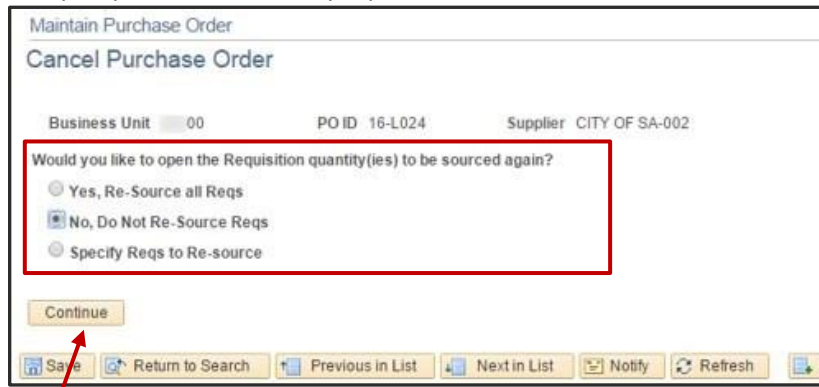 Maintain Purchase Order
Cancel Purchase Order
Business Unit 00 PO ID 16-L024 Supplier CITY OF SA-002
Would you like to open the Requisition quantity(ies) to be sourced again?
Yes, Re-Source all Reqs
No, Do Not Re-Source Reqs
Specify Reqs to Re-source
Continue
Save Return to Search Previous in List Next in List Notify Refresh